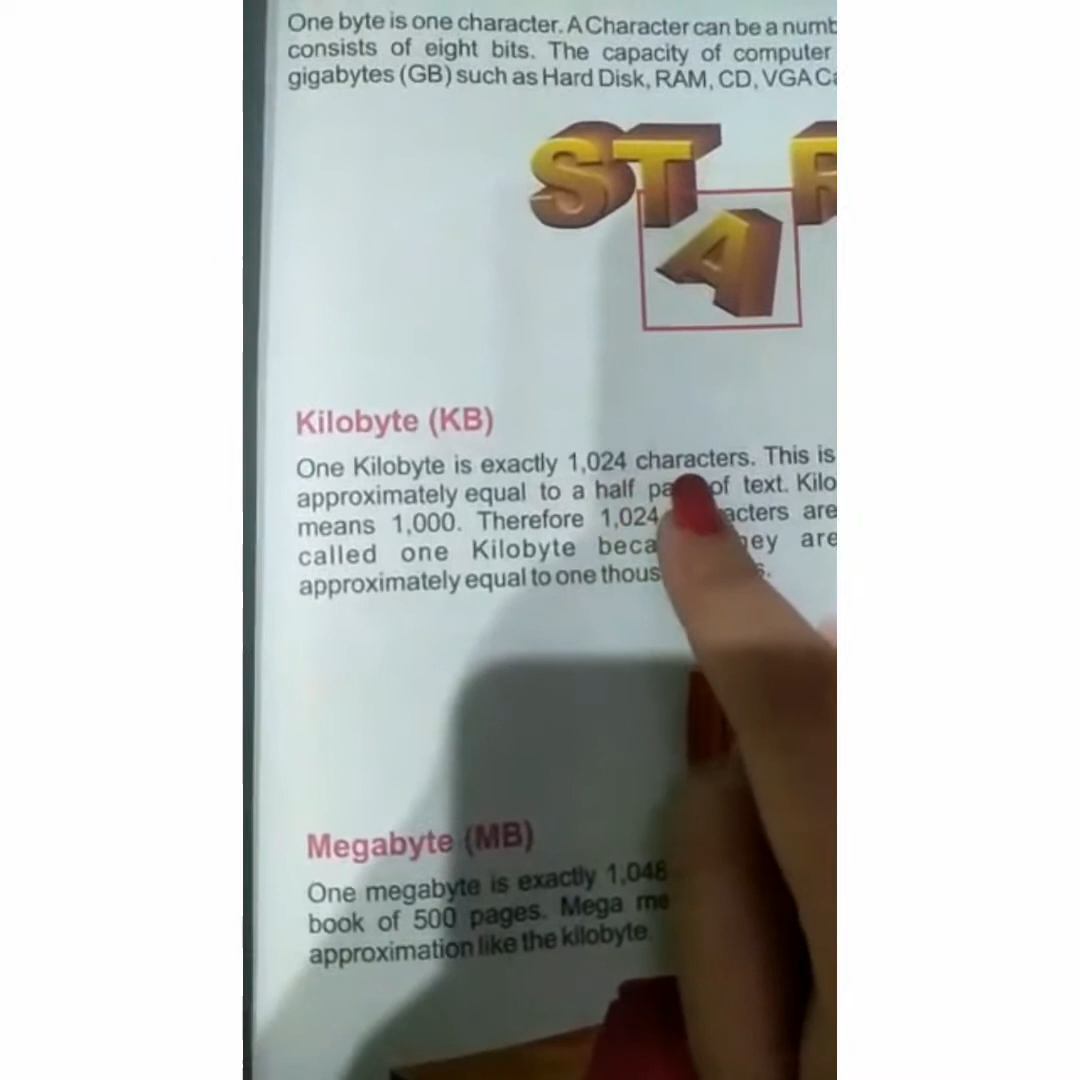 One byte is one character. A Character can be a numb
consists of eight bits. The capacity of computer
gigabytes (GB) such as Hard Disk, RAM, CD, VGA
ST
A
Kilobyte (KB)
One Kilobyte is exactly 1,024 characters. This is
approximately equal to a half of text. Kilo
means 1,000. Therefore 1,024 are
called one Kilobyte are
approximately equal to one
Megabyte (MB)
One megabyte is exactly 1,048
book of 500 pages. Mega
approximation like the kilobyte.